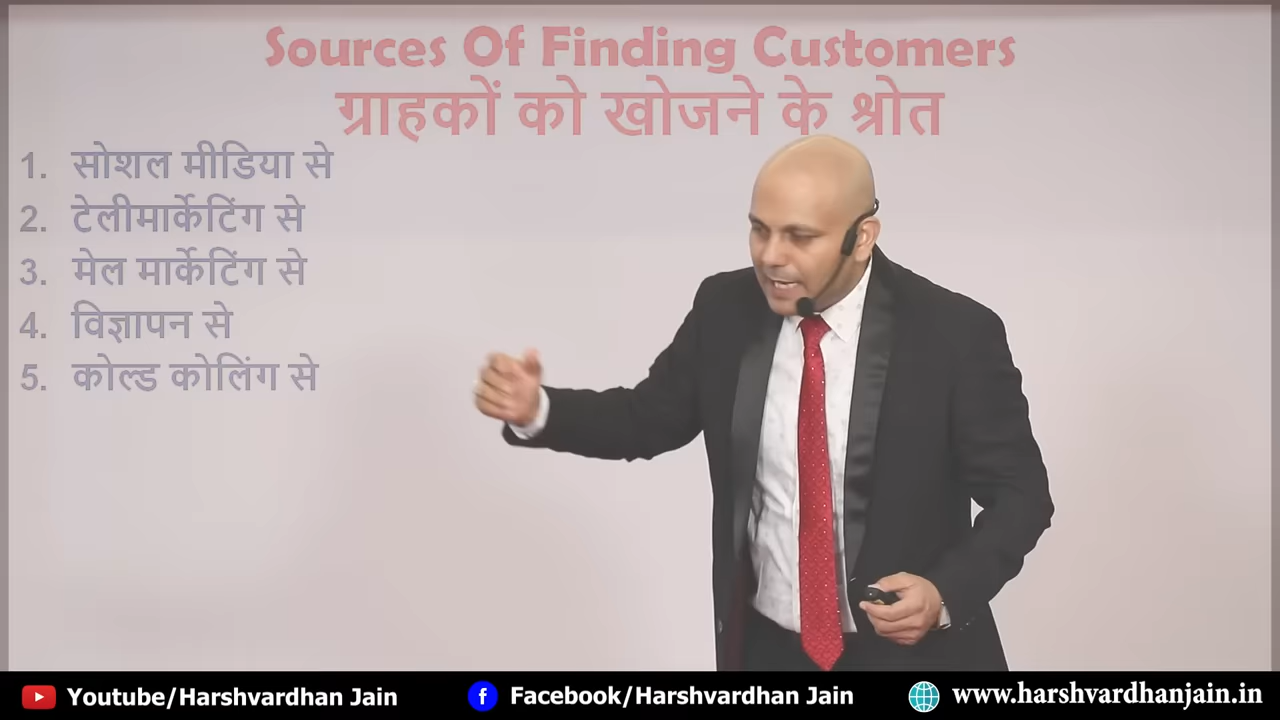 Sources Of Finding Customers
ग्राहकों को खोजने के श्रोत
1. सोशल मीडिया से
2. टेलीमार्केटिंग से
3. मेल मार्केटिंग से
4. विज्ञापन से
5. कोल्ड कोलिंग से
Youtube/Harshvardhan Jain
Facebook/Harshvardhan Jain
www.harshvardhanjain.in